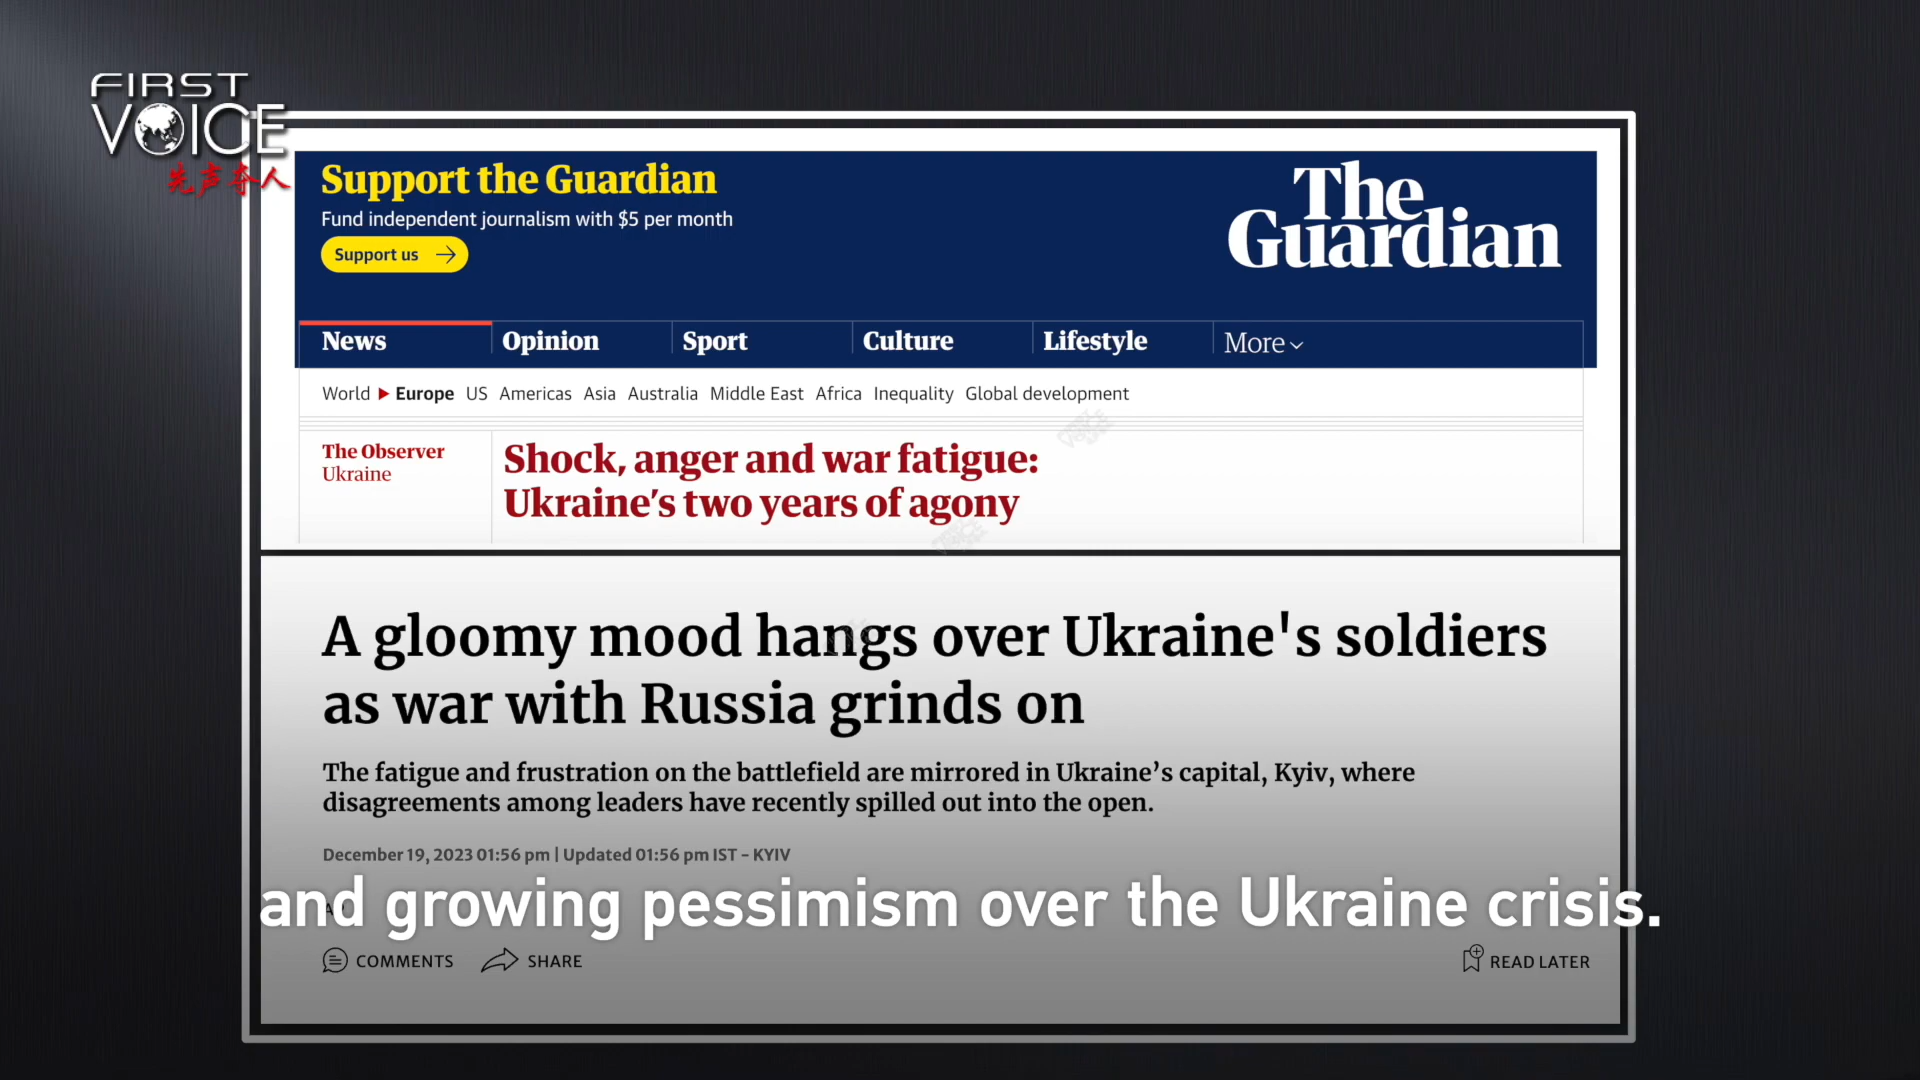 FIRST
VOICE
先声夺人
Support the Guardian
Fund independent journalism with $5 per month
Support us
The
Guardian
News Opinion Sport Culture Lifestyle More
World Europe US Americas Asia Australia Middle East Africa Inequality Global development
The Observer
Ukraine
Shock, anger and war fatigue:
Ukraine’s two years of agony
A gloomy mood hangs over Ukraine's soldiers
as war with Russia grinds on
The fatigue and frustration on the battlefield are mirrored in Ukraine’s capital, Kyiv, where
disagreements among leaders have recently spilled out into the open.
December 19, 2023 01:56 pm | Updated 01:56 pm IST - KYIV
and growing pessimism over the Ukraine crisis.
COMMENTS SHARE READ LATER